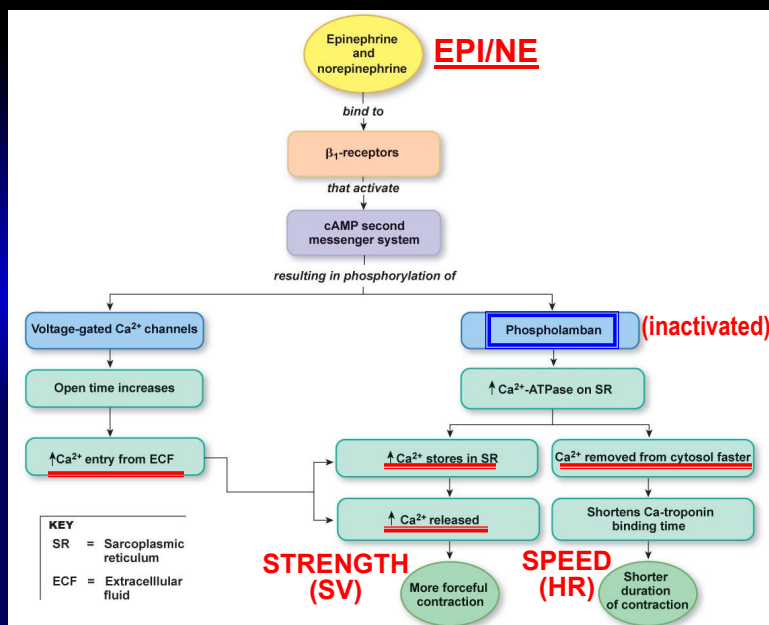 Epinephrine
and
norepinephrine
EPI/NE
bind to
β₁-receptors
that activate
cAMP second
messenger system
resulting in phosphorylation of
Voltage-gated Ca²⁺ channels
Phospholamban
(inactivated)
Open time increases
↑Ca²⁺-ATPase on SR
↑Ca²⁺ entry from ECF
↑Ca²⁺ stores in SR
Ca²⁺ removed from cytosol faster
↑ Ca²⁺ released
Shortens Ca-troponin
binding time
KEY
SR = Sarcoplasmic
reticulum
ECF = Extracelllular
fluid
STRENGTH
(SV)
More forceful
contraction
SPEED
(HR)
Shorter
duration
of contraction